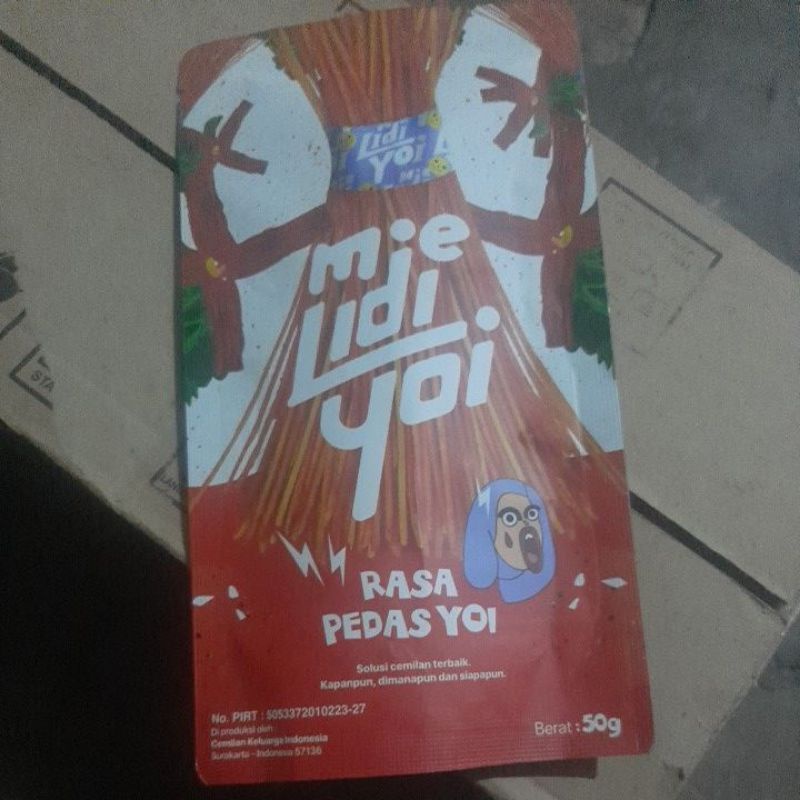 Lidi
Yoi
mie
Lidi
Yoi
RASA
PEDAS YOI
Solusi cemilan terbaik.
Kapanpun, dimanapun dan siapapun.
No. PIRT : 5053372010223-27
Di produksi oleh :
Cemilan Keluarga Indonesia
Surakarta - Indonesia 57136
Berat : 50g
STA